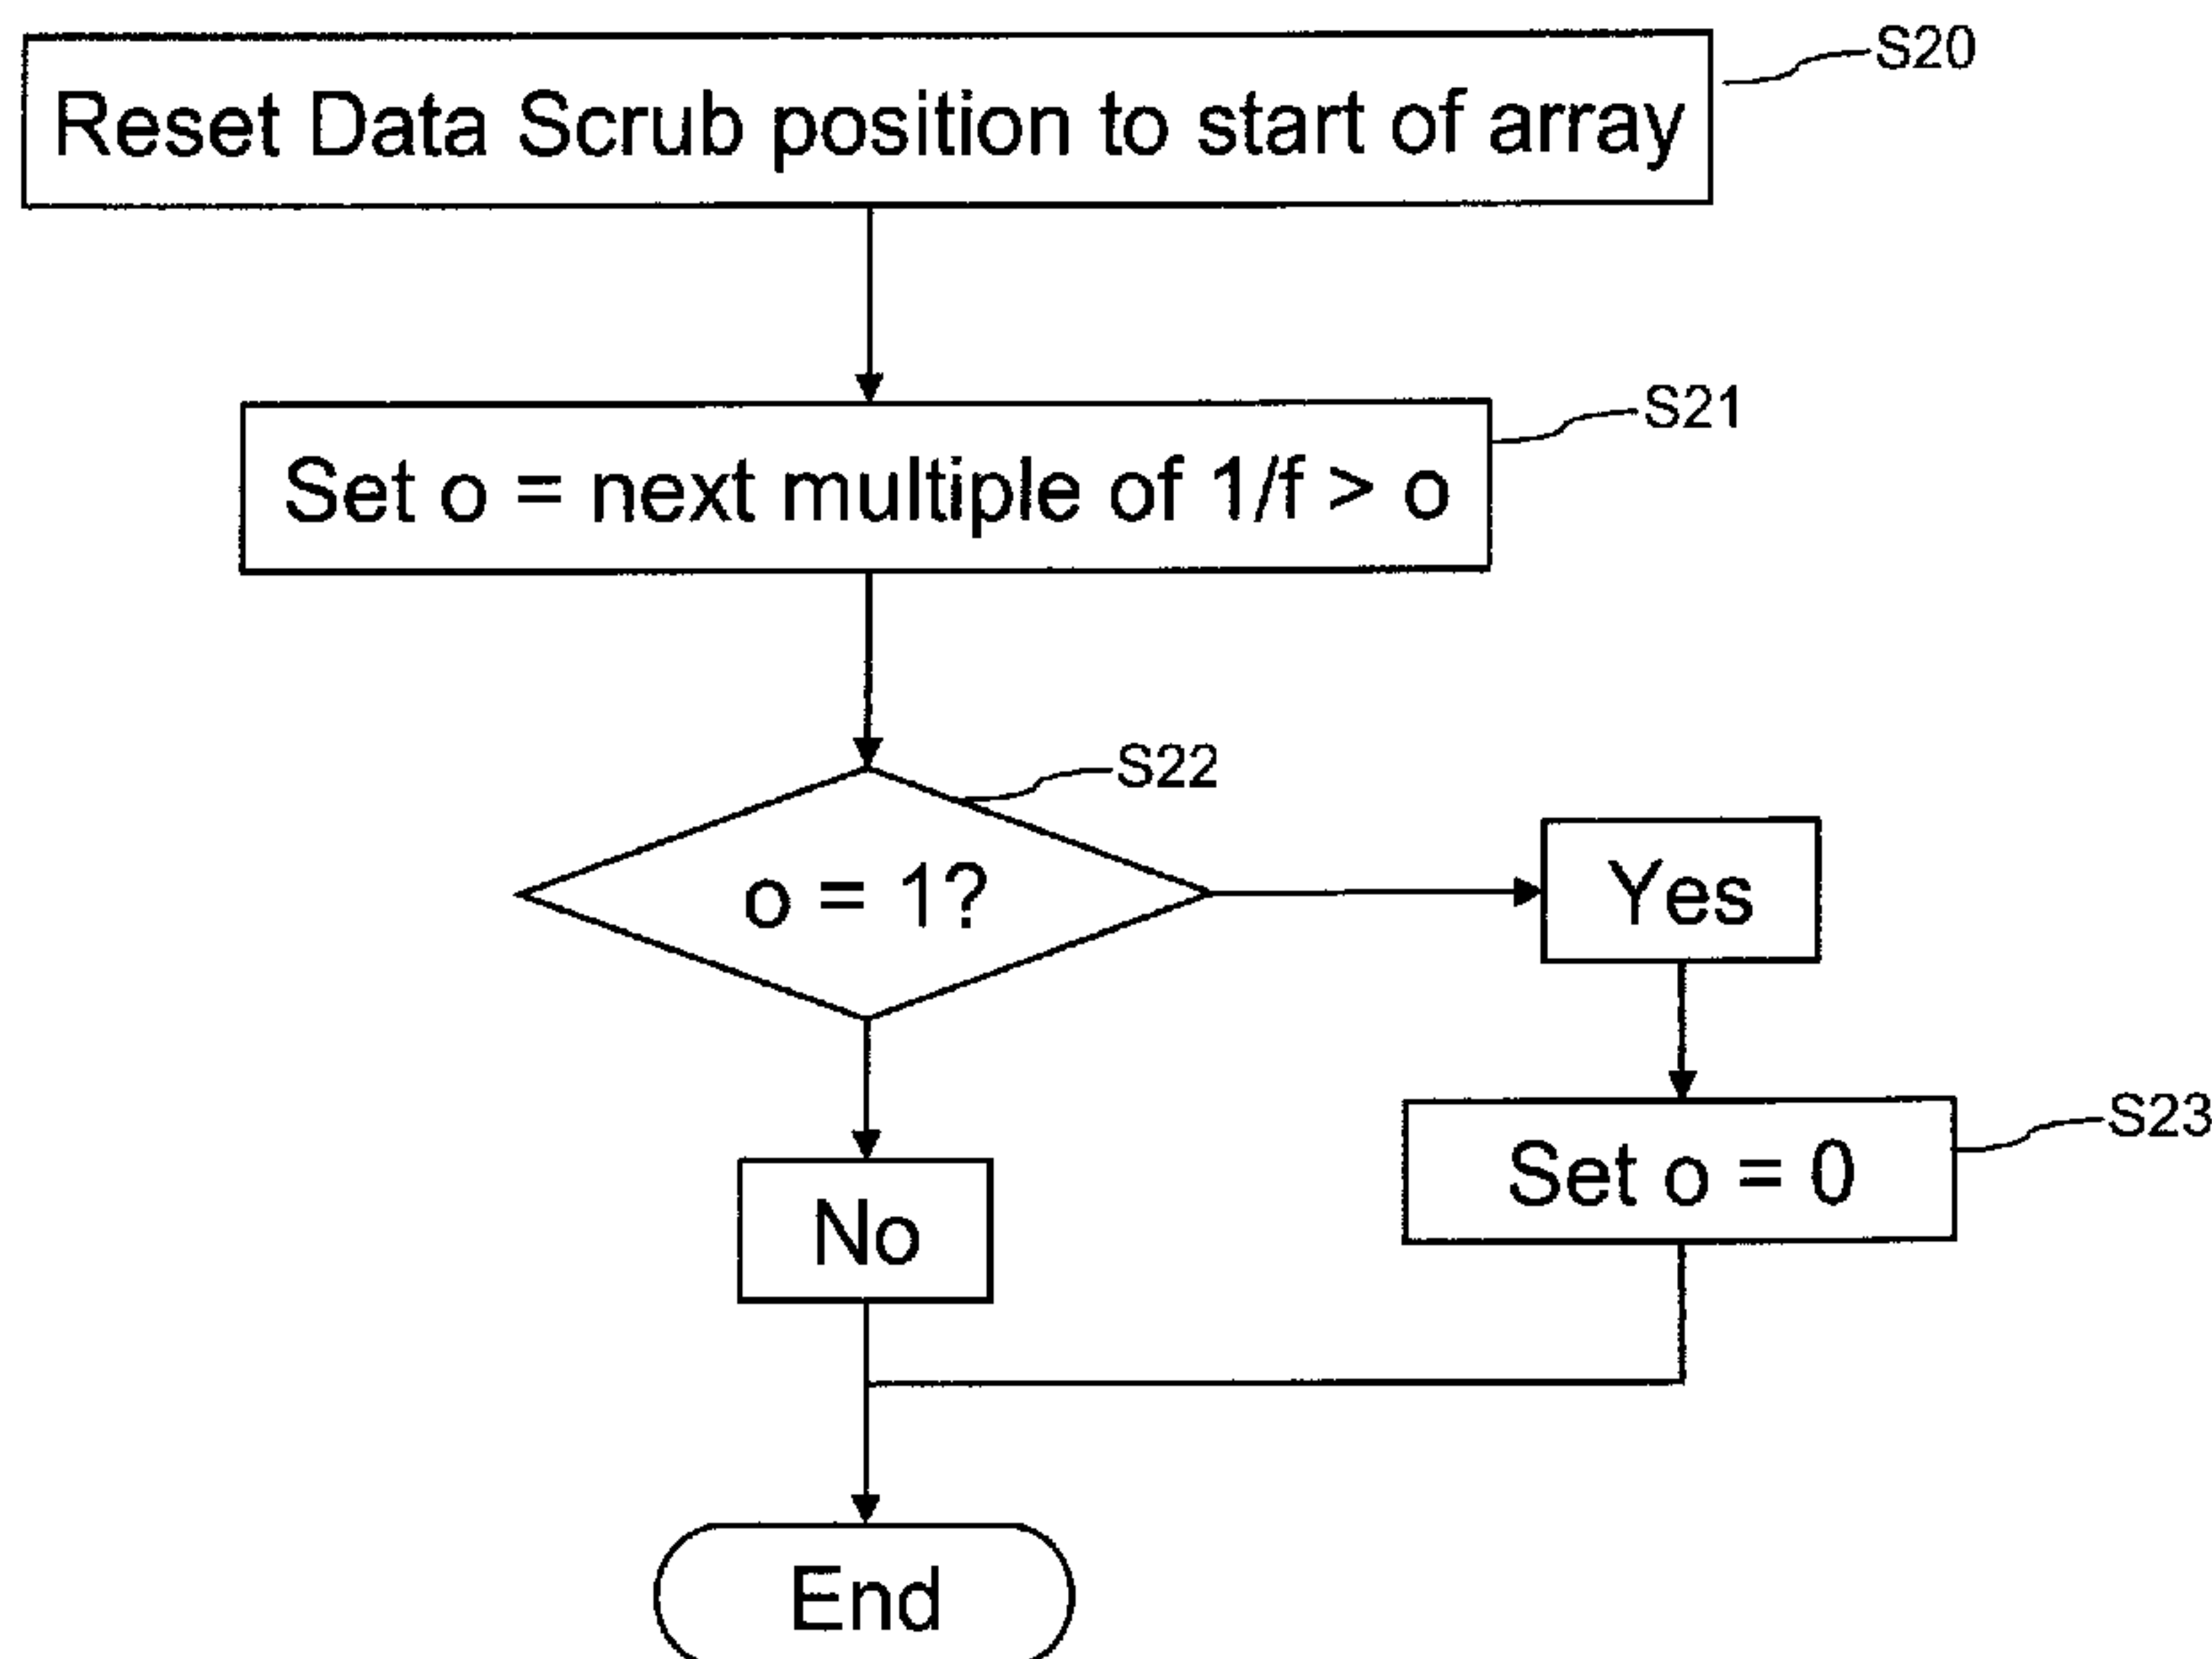 S20
Reset Data Scrub position to start of array
S21
Set o = next multiple of 1/f > o
S22
o = 1?
Yes
S23
Set o = 0
No
End